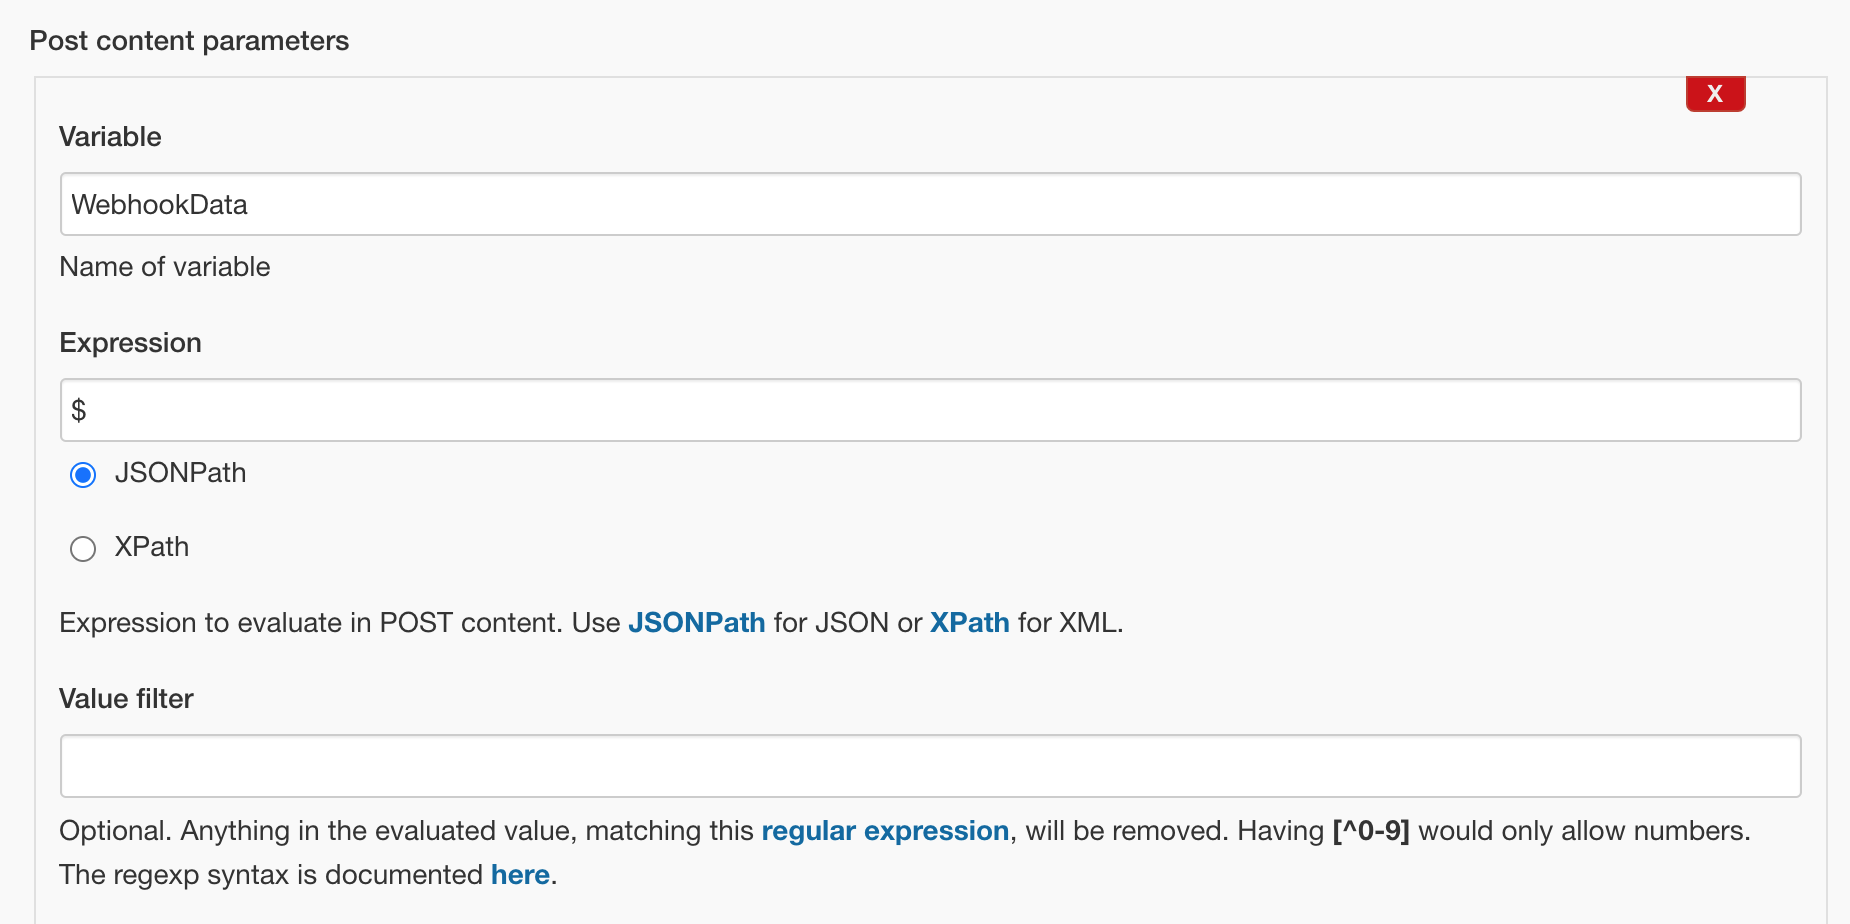 Post content parameters
X
Variable
WebhookData
Name of variable
Expression
$
JSONPath
XPath
Expression to evaluate in POST content. Use JSONPath for JSON or XPath for XML.
Value filter
Optional. Anything in the evaluated value, matching this regular expression, will be removed. Having [^0-9] would only allow numbers.
The regexp syntax is documented here.